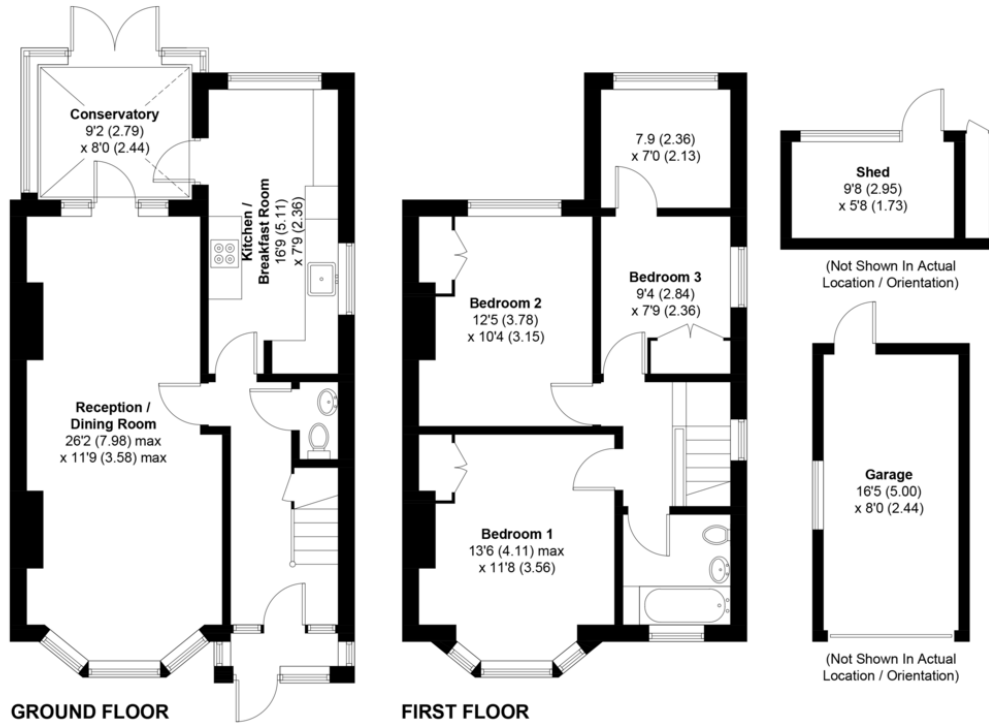 Conservatory
9'2 (2.79)
x 8'0 (2.44)
Kitchen /
Breakfast Room
16'9 (5.11)
x 7'9 (2.36)
Reception /
Dining Room
26'2 (7.98) max
x 11'9 (3.58) max
GROUND FLOOR
7.9 (2.36)
x 7'0 (2.13)
Bedroom 2
12'5 (3.78)
x 10'4 (3.15)
Bedroom 3
9'4 (2.84)
x 7'9 (2.36)
Bedroom 1
13'6 (4.11) max
x 11'8 (3.56)
FIRST FLOOR
Shed
9'8 (2.95)
x 5'8 (1.73)
(Not Shown In Actual
Location / Orientation)
Garage
16'5 (5.00)
x 8'0 (2.44)
(Not Shown In Actual
Location / Orientation)